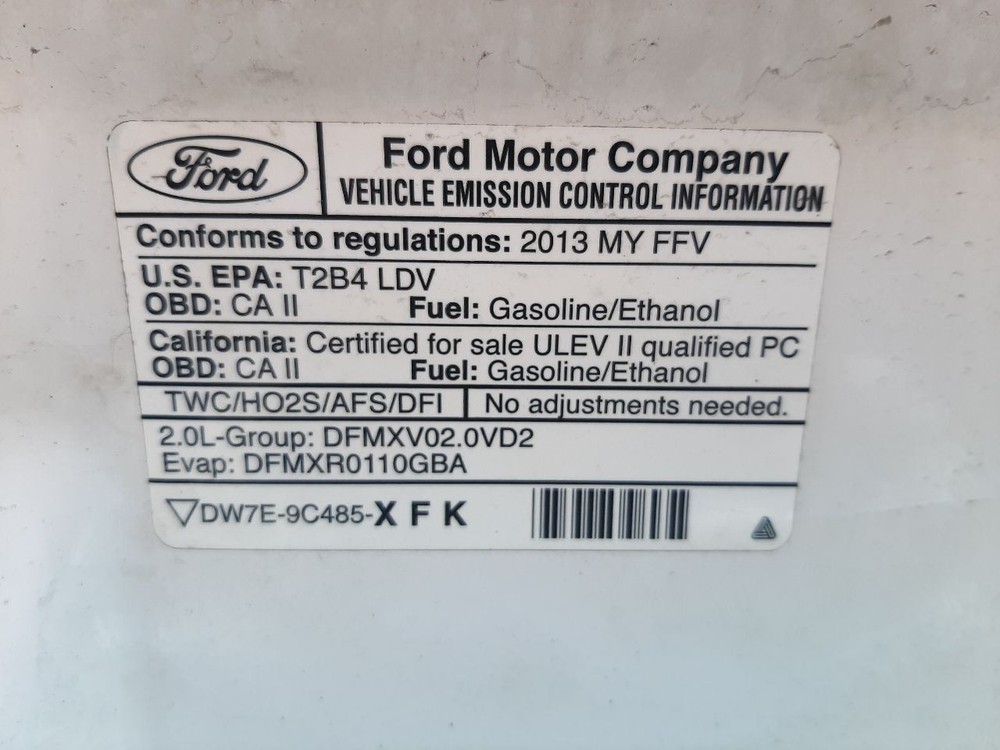 Ford
Ford Motor Company
VEHICLE EMISSION CONTROL INFORMATION
Conforms to regulations: 2013 MY FFV
U.S. EPA: T2B4 LDV
OBD: CA II Fuel: Gasoline/Ethanol
California: Certified for sale ULEV II qualified PC
OBD: CA II Fuel: Gasoline/Ethanol
TWC/HO2S/AFS/DFI No adjustments needed.
2.0L-Group: DFMXV02.0VD2
Evap: DFMXR0110GBA
▽DW7E-9C485-X F K